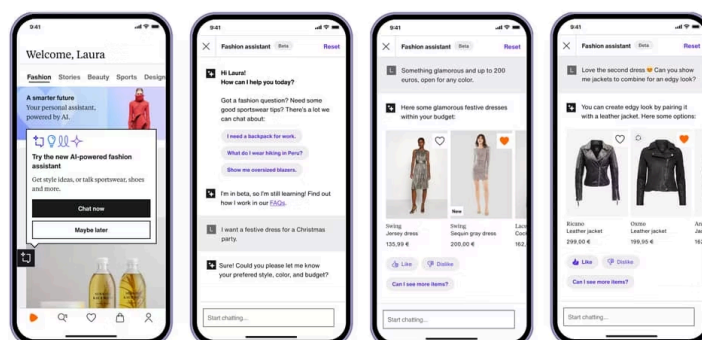 9:41
Welcome, Laura
Fashion Stories Beauty Sports Design
A smarter future
Your personal assistant,
powered by AI.
Try the new AI-powered fashion
assistant
Get style ideas, or talk sportswear, shoes
and more.
Chat now
Maybe later
9:41
Fashion assistant Beta Reset
Hi Laura!
How can I help you today?
Got a fashion question? Need some
good sportswear tips? There's a lot we
can chat about:
I need a backpack for work.
What do I wear hiking in Peru?
Show me oversized blazers.
I'm in beta, so I'm still learning! Find out
how I work in our FAQs.
L I want a festive dress for a Christmas
party.
Sure! Could you please let me know
your prefered style, color, and budget?
Start chatting...
9:41
Fashion assistant Beta Reset
L Something glamorous and up to 200
euros, open for any color.
Here some glamorous festive dresses
within your budget:
New
Swing Swing
Jersey dress Sequin gray dress
135,99 € 200,00 € 162,
Like Dislike
Can I see more items?
Start chatting...
9:41
Fashion assistant Beta Reset
L Love the second dress 😍 Can you show
me jackets to combine for an edgy look?
You can create edgy look by pairing it
with a leather jacket. Here some options:
Ricano Oxmo
Leather jacket Leather jacket
299,00 € 199,95 €
Like Dislike
Can I see more items?
Start chatting...